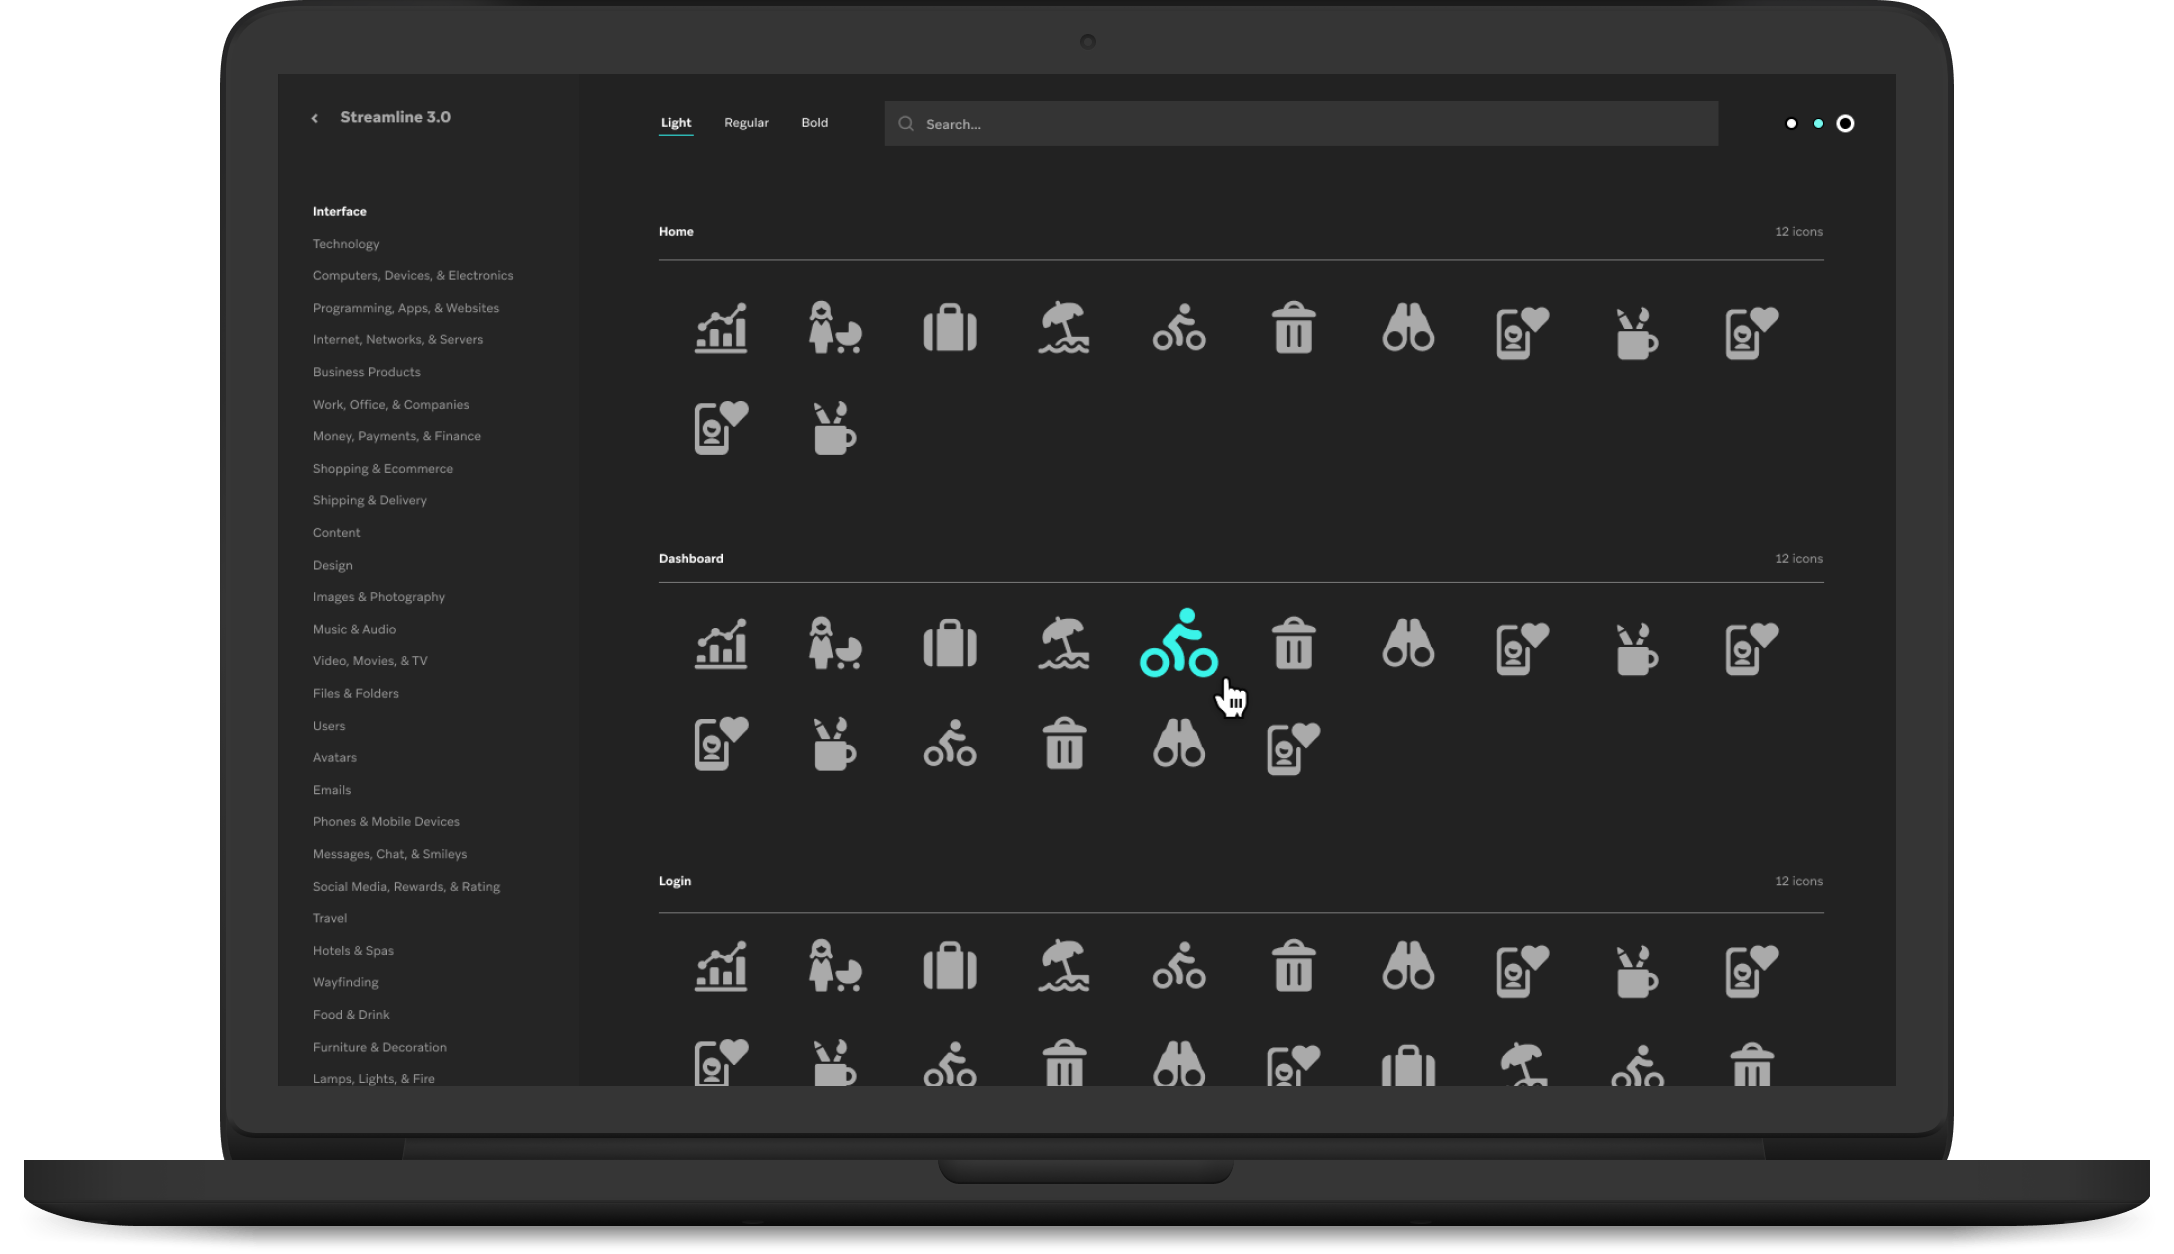 Streamline 3.0
Light Regular Bold
Search...
Interface
Technology
Computers, Devices, & Electronics
Programming, Apps, & Websites
Internet, Networks, & Servers
Business Products
Work, Office, & Companies
Money, Payments, & Finance
Shopping & Ecommerce
Shipping & Delivery
Content
Design
Images & Photography
Music & Audio
Video, Movies, & TV
Files & Folders
Users
Avatars
Emails
Phones & Mobile Devices
Messages, Chat, & Smileys
Social Media, Rewards, & Rating
Travel
Hotels & Spas
Wayfinding
Food & Drink
Furniture & Decoration
Lamps, Lights, & Fire
Home 12 icons
Dashboard 12 icons
Login 12 icons